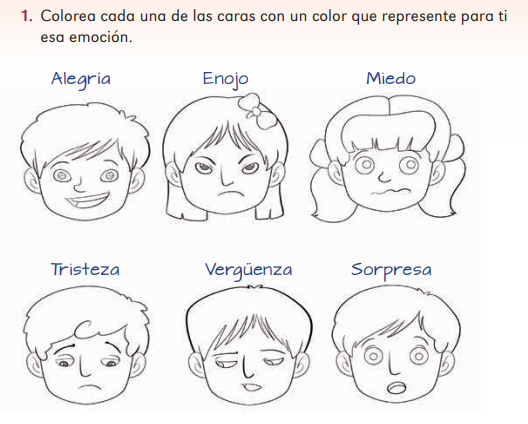 1. Colorea cada una de las caras con un color que represente para ti
esa emoción.
Alegria Enojo Miedo
Tristeza Vergüenza Sorpresa